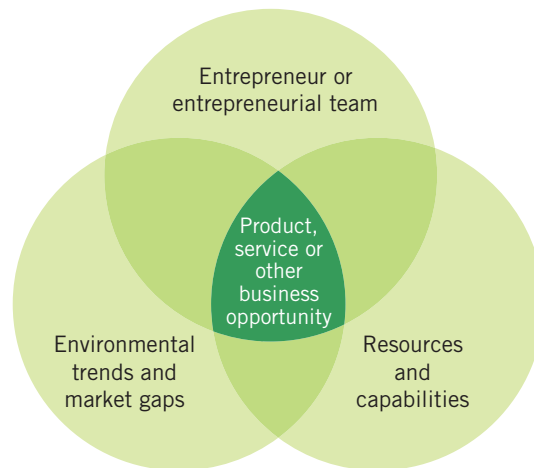 Entrepreneur or
entrepreneurial team
Product,
service or
other
business
opportunity
Environmental
trends and
market gaps
Resources
and
capabilities